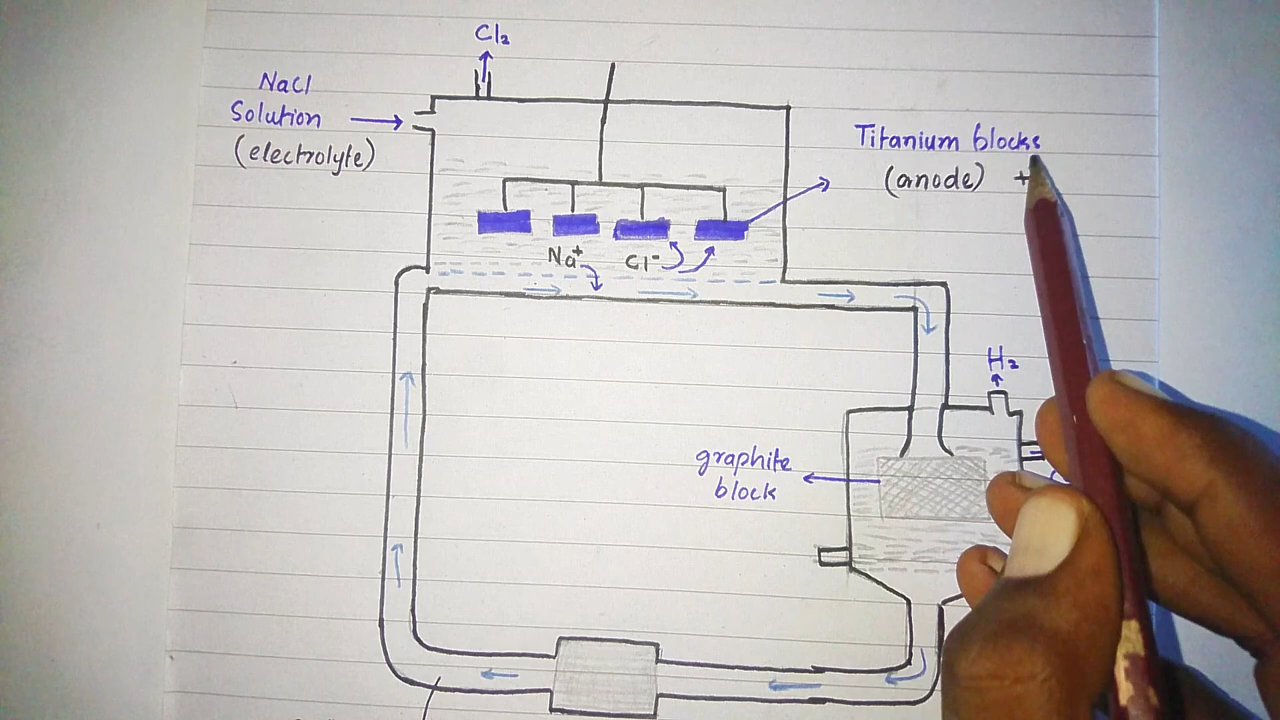 Cl₂
NaCl
Solution
(electrolyte)
Titanium blocks
(anode) +
Na⁺
Cl⁻
H₂
graphite
block